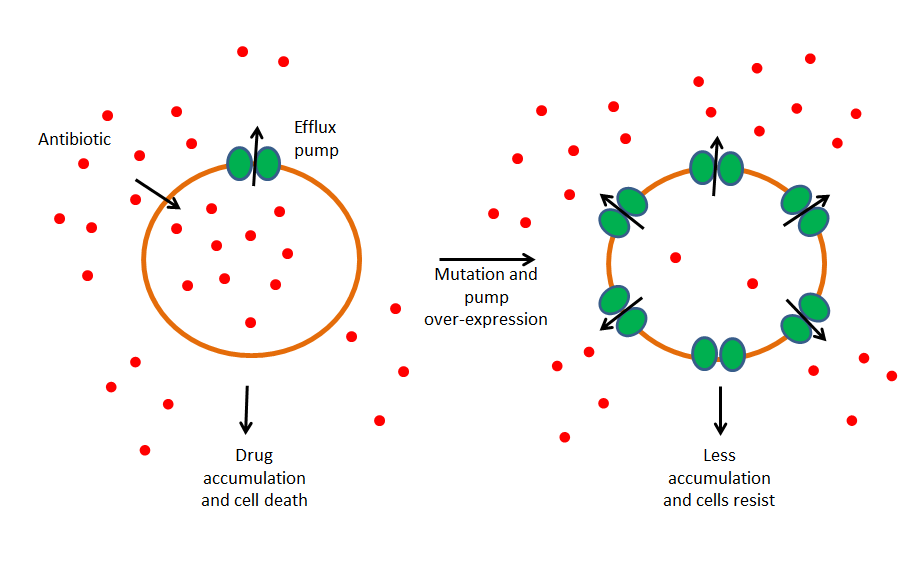 Antibiotic
Efflux
pump
Mutation and
pump
over-expression
Drug
accumulation
and cell death
Less
accumulation
and cells resist